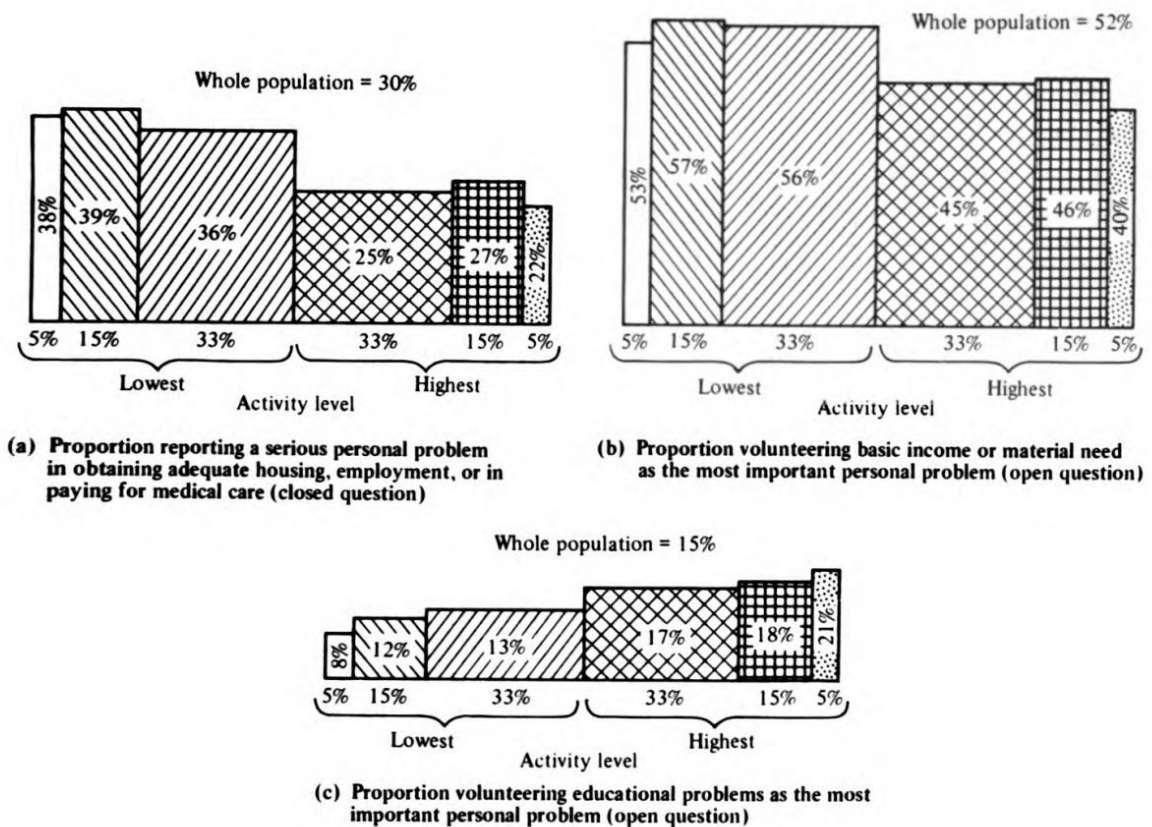 Whole population = 30%
38%
39%
36%
25%
27%
22%
5% 15% 33% 33% 15% 5%
Lowest Highest
Activity level
(a) Proportion reporting a serious personal problem
in obtaining adequate housing, employment, or in
paying for medical care (closed question)
Whole population = 52%
53%
57%
56%
45%
46%
40%
5% 15% 33% 33% 15% 5%
Lowest Highest
Activity level
(b) Proportion volunteering basic income or material need
as the most important personal problem (open question)
Whole population = 15%
8%
12%
13%
17%
18%
21%
5% 15% 33% 33% 15% 5%
Lowest Highest
Activity level
(c) Proportion volunteering educational problems as the most
important personal problem (open question)